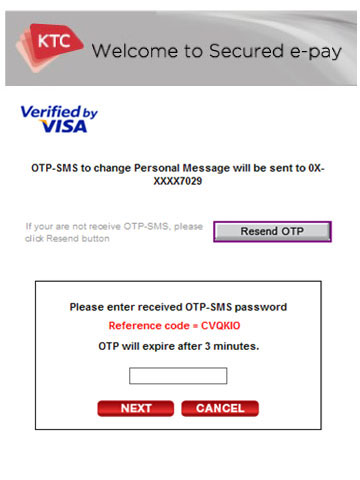 KTC
Welcome to Secured e-pay
Verified by
VISA
OTP-SMS to change Personal Message will be sent to 0X-
XXXX7029
If your are not receive OTP-SMS, please
click Resend button
Resend OTP
Please enter received OTP-SMS password
Reference code = CVQKIO
OTP will expire after 3 minutes.
NEXT
CANCEL